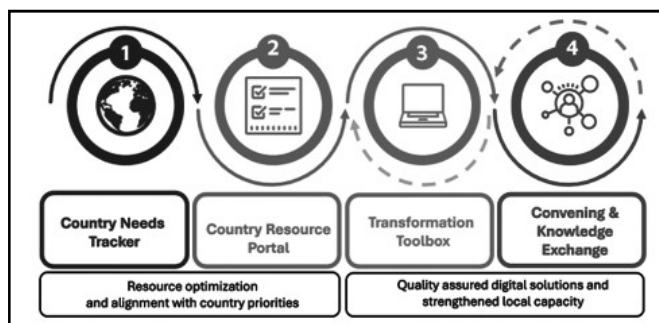 1
2
3
4
Country Needs
Tracker
Country Resource
Portal
Transformation
Toolbox
Convening &
Knowledge
Exchange
Resource optimization
and alignment with country priorities
Quality assured digital solutions and
strengthened local capacity